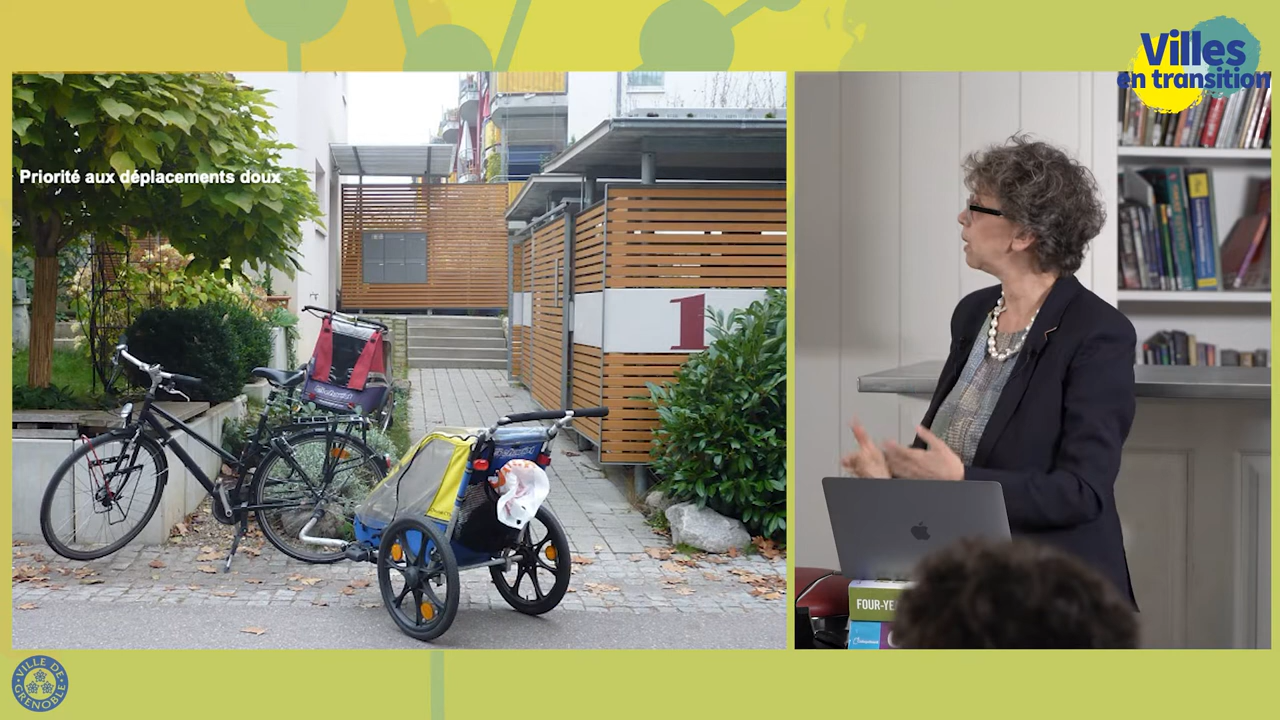 Villes
en transition
Priorité aux déplacements doux
1
FOUR-YE
VILLE DE GRENOBLE